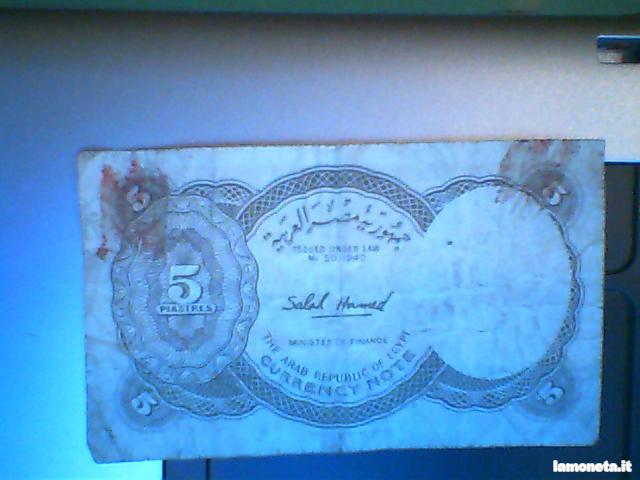 5
5
جمهورية مصر العربية
ISSUED UNDER LAW
No. 50/1940
5
PIASTRES
Salah Hamed
MINISTER OF FINANCE
THE ARAB REPUBLIC OF EGYPT
CURRENCY NOTE
5
5
lamoneta.it